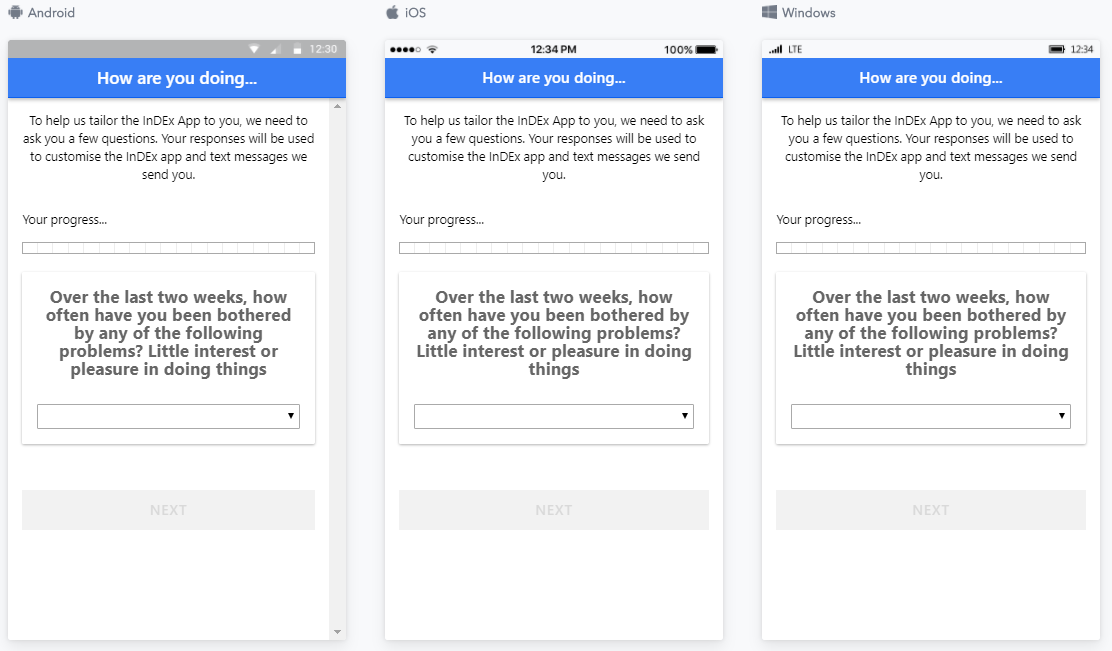 Android
12:30
How are you doing...
To help us tailor the InDEx App to you, we need to
ask you a few questions. Your responses will be used
to customise the InDEx app and text messages we
send you.
Your progress...
Over the last two weeks, how
often have you been bothered
by any of the following
problems? Little interest or
pleasure in doing things
NEXT
iOS
12:34 PM
100%
How are you doing...
To help us tailor the InDEx App to you, we need to ask
you a few questions. Your responses will be used to
customise the InDEx app and text messages we send
you.
Your progress...
Over the last two weeks, how
often have you been bothered by
any of the following problems?
Little interest or pleasure in doing
things
NEXT
Windows
LTE
12:34
How are you doing...
To help us tailor the InDEx App to you, we need to ask
you a few questions. Your responses will be used to
customise the InDEx app and text messages we send
you.
Your progress...
Over the last two weeks, how
often have you been bothered by
any of the following problems?
Little interest or pleasure in doing
things
NEXT